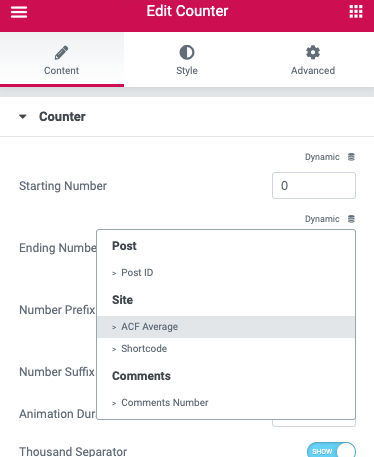 Edit Counter
Content
Style
Advanced
Counter
Dynamic
Starting Number
0
Dynamic
Ending Numbe
Post
> Post ID
Site
Number Prefix
> ACF Average
> Shortcode
Number Suffix
Comments
> Comments Number
Animation Dur
Thousand Separator
SHOW